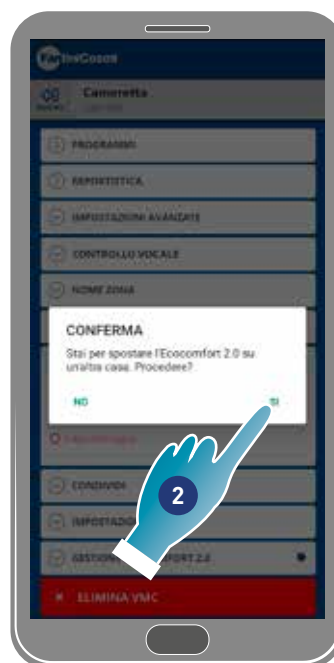 FantiniCosmi
Cameretta
PROGRAMMI
REPORTISTICA
IMPOSTAZIONI AVANZATE
CONTROLLO VOCALE
NOME ZONA
CONFERMA
Stai per spostare l'Ecocomfort 2.0 su
un'altra casa. Procedere?
NO
SI
2
CONDIVIDI
ELIMINA VMC